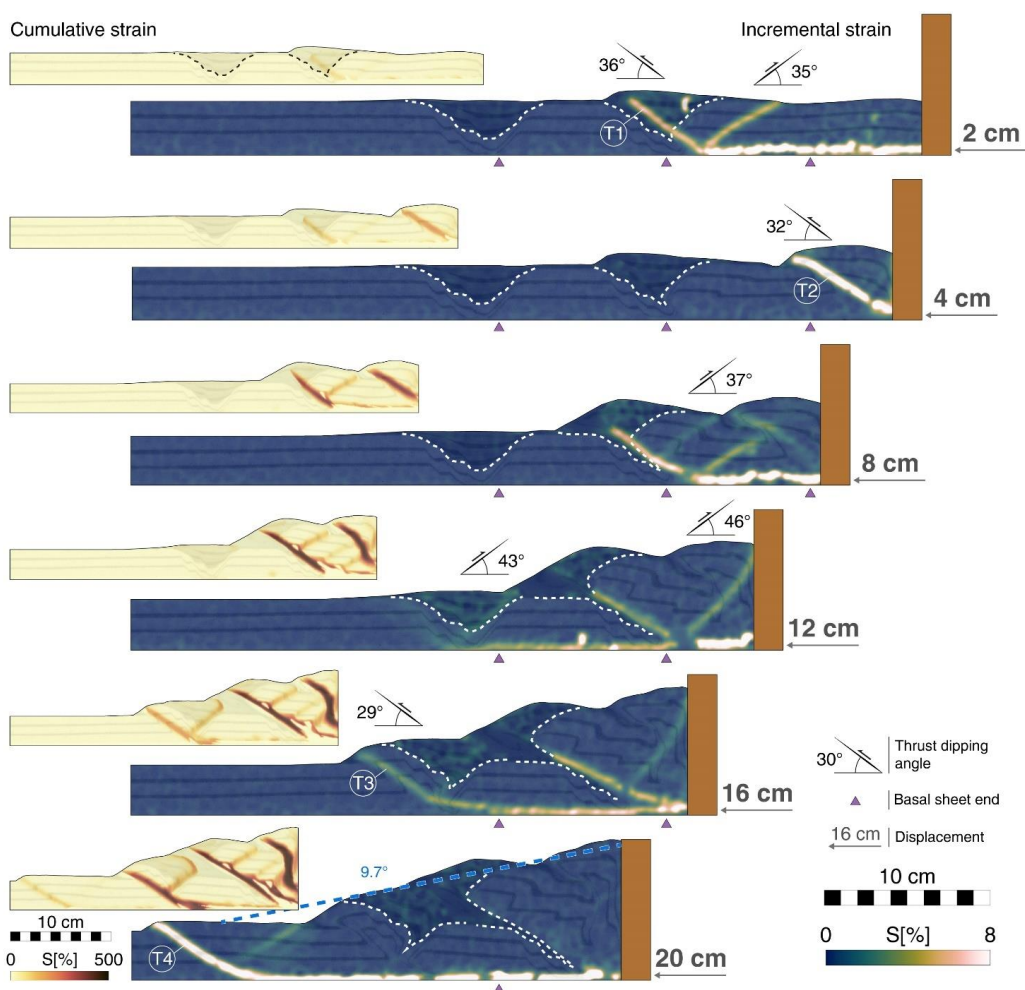 Cumulative strain
Incremental strain
36°
35°
T1
2 cm
32°
T2
4 cm
37°
8 cm
46°
43°
12 cm
29°
T3
16 cm
Thrust dipping
angle
30°
Basal sheet end
16 cm
Displacement
9.7°
10 cm
10 cm
0 S[%] 500
T4
20 cm
0 S[%] 8